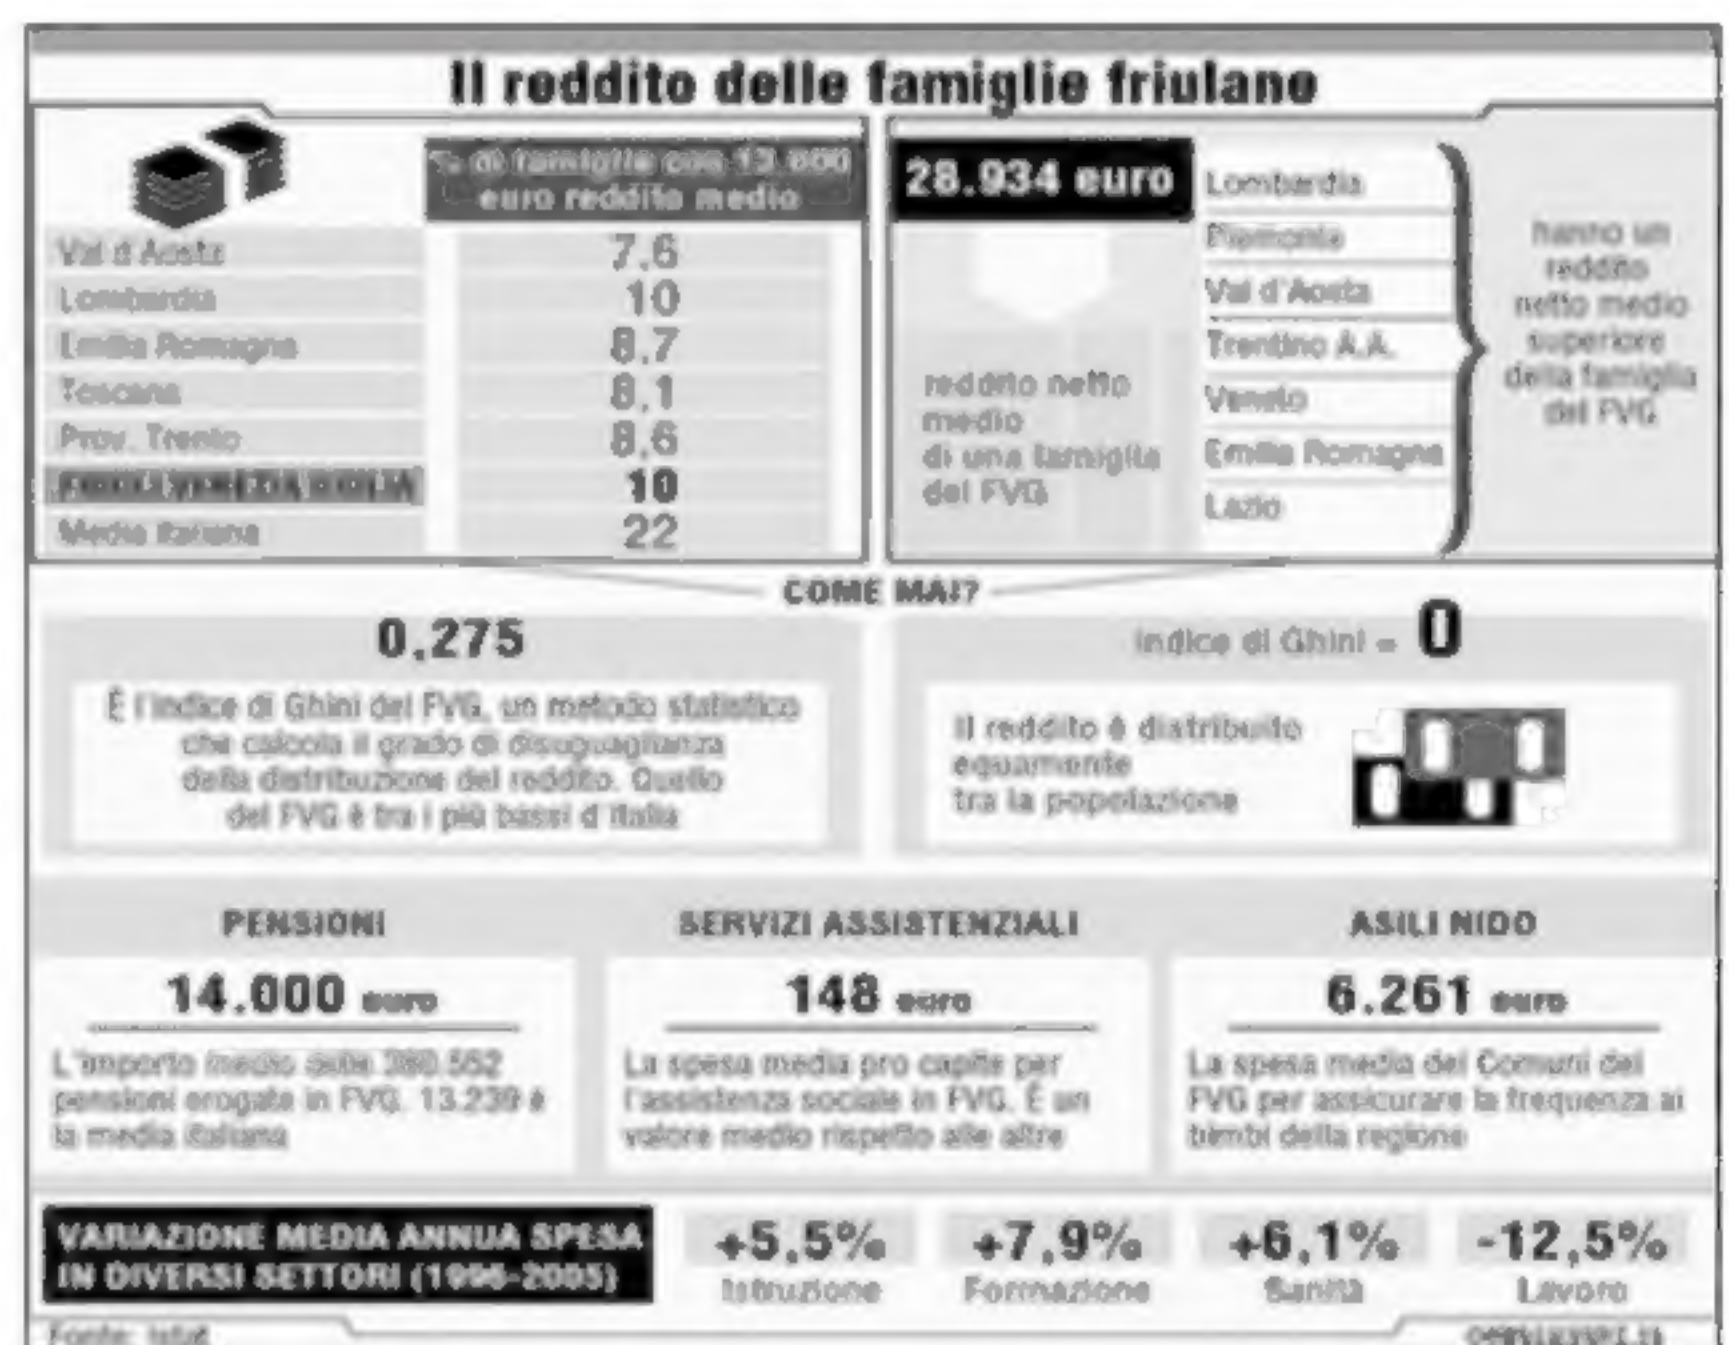 Il reddito delle famiglie friulane
% di famiglie con 13.000
euro reddito medio
Val d'Aosta 7,6
Lombardia 10
Emilia Romagna 8,7
Toscana 8,1
Prov. Trento 8,6
FRIULI VENEZIA GIULIA 10
Media italiana 22
28.934 euro
reddito netto
medio
di una famiglia
del FVG
Lombardia
Piemonte
Val d'Aosta
Trentino A.A.
Veneto
Emilia Romagna
Lazio
hanno un
reddito
netto medio
superiore
della famiglia
del FVG
COME MAI?
0,275
È l'indice di Ghini del FVG, un metodo statistico
che calcola il grado di disuguaglianza
della distribuzione del reddito. Quello
del FVG è tra i più bassi d'Italia
indice di Ghini = 0
Il reddito è distribuito
equamente
tra la popolazione
PENSIONI
14.000 euro
L'importo medio delle 380.552
pensioni erogate in FVG. 13.239 è
la media italiana
SERVIZI ASSISTENZIALI
148 euro
La spesa media pro capite per
l'assistenza sociale in FVG. È un
valore medio rispetto alle altre
ASILI NIDO
6.261 euro
La spesa media dei Comuni del
FVG per assicurare la frequenza ai
bimbi della regione
VARIAZIONE MEDIA ANNUA SPESA
IN DIVERSI SETTORI (1996-2005)
+5,5%
Istruzione
+7,9%
Formazione
+6,1%
Sanità
-12,5%
Lavoro
Fonte: Istat